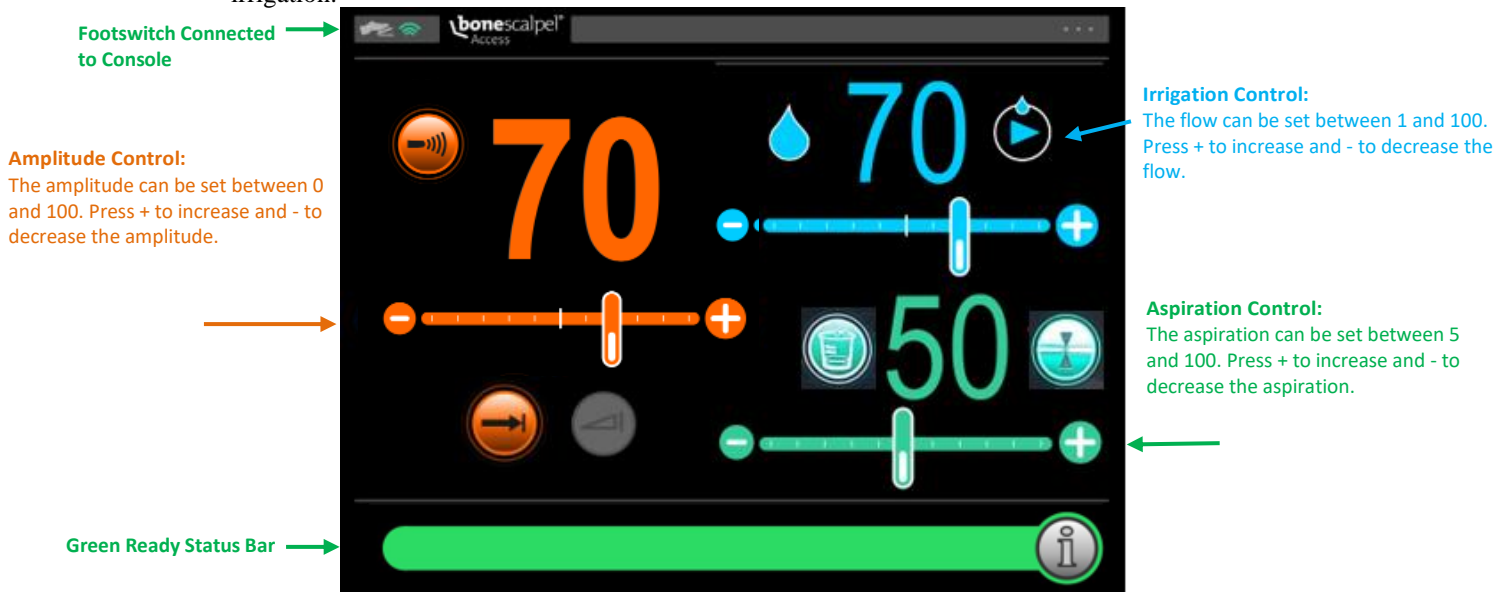 irrigation.
Footswitch Connected
to Console
bonescalpel®
Access
Amplitude Control:
The amplitude can be set between 0
and 100. Press + to increase and - to
decrease the amplitude.
70
70
Irrigation Control:
The flow can be set between 1 and 100.
Press + to increase and - to decrease the
flow.
50
Aspiration Control:
The aspiration can be set between 5
and 100. Press + to increase and - to
decrease the aspiration.
Green Ready Status Bar
i